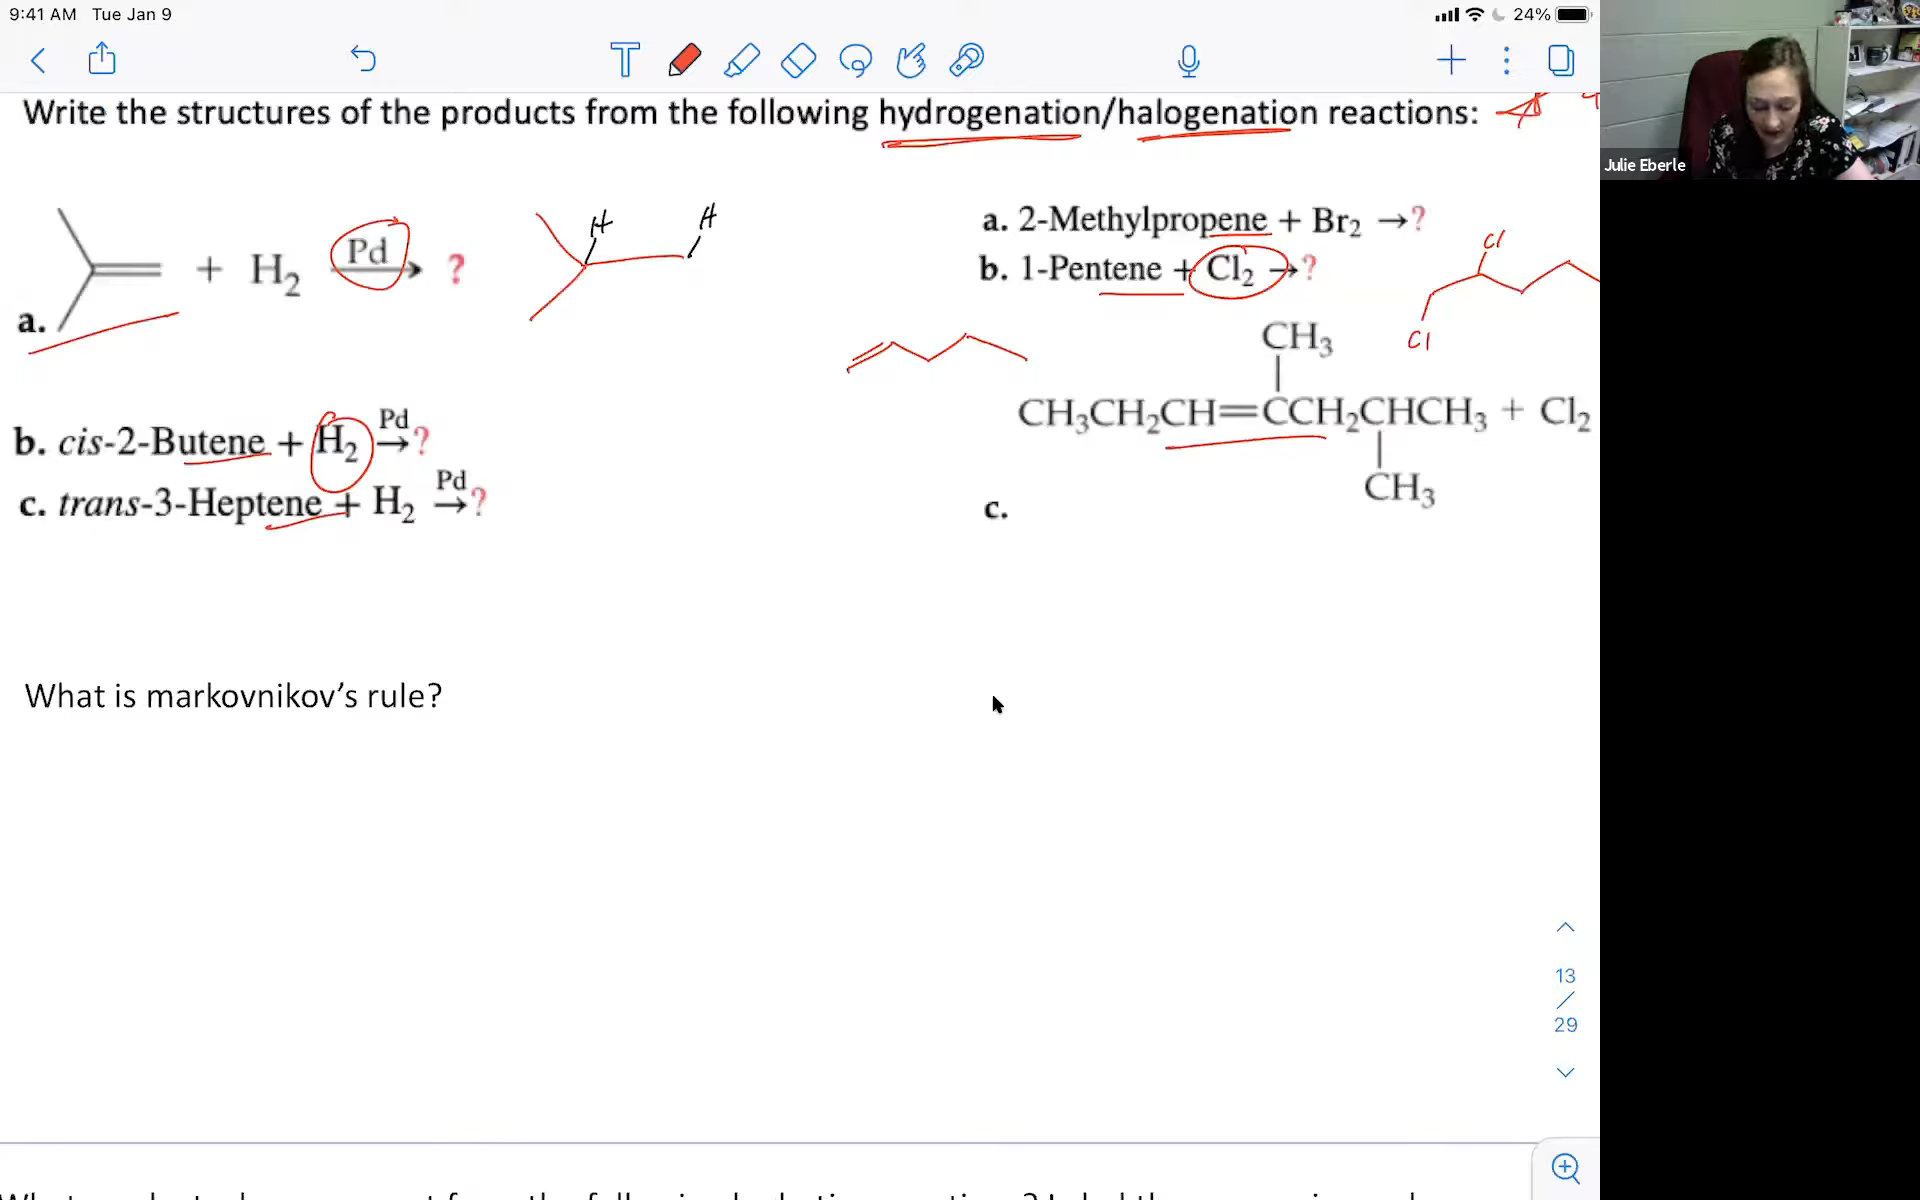 9:41 AM Tue Jan 9
24%
T
Write the structures of the products from the following hydrogenation/halogenation reactions:
Julie Eberle
+ H₂ Pd → ?
H H
a.
a. 2-Methylpropene + Br₂ →?
b. 1-Pentene + Cl₂ →?
Cl
Cl
CH₃
CH₃CH₂CH=CCH₂CHCH₃ + Cl₂
CH₃
c.
b. cis-2-Butene + H₂ Pd →?
c. trans-3-Heptene + H₂ Pd →?
What is markovnikov’s rule?
13
/
29